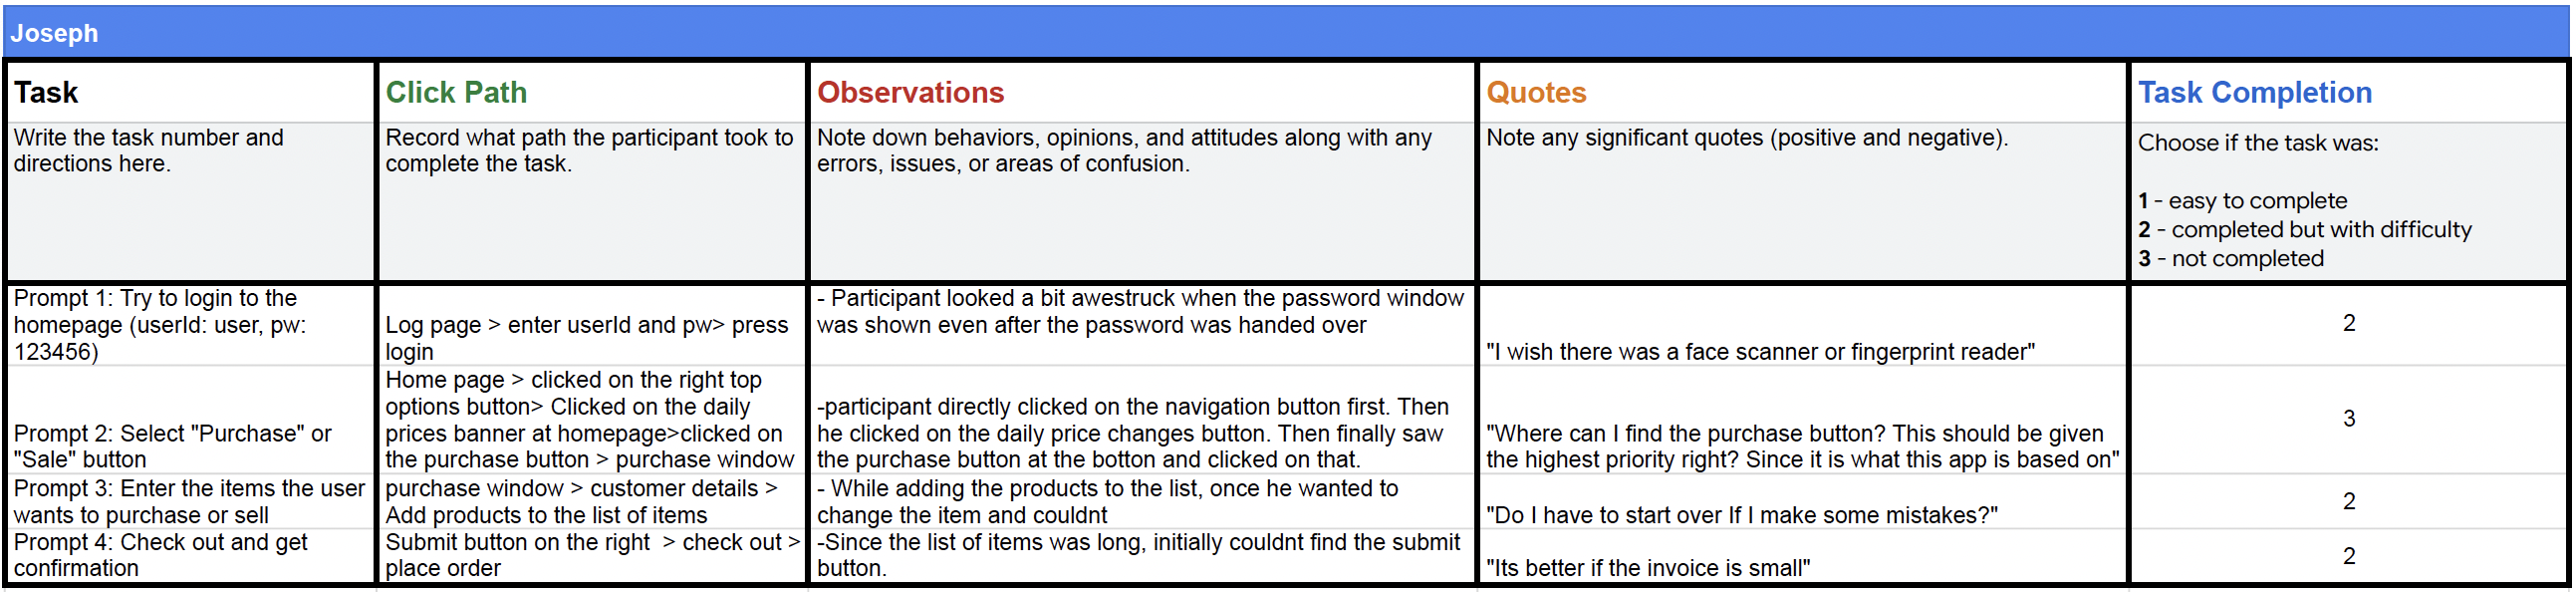 Joseph
Task
Click Path
Observations
Quotes
Task Completion
Write the task number and
directions here.
Record what path the participant took to
complete the task.
Note down behaviors, opinions, and attitudes along with any
errors, issues, or areas of confusion.
Note any significant quotes (positive and negative).
Choose if the task was:
1 - easy to complete
2 - completed but with difficulty
3 - not completed
Prompt 1: Try to login to the
homepage (userId: user, pw:
123456)
Log page > enter userId and pw> press
login
- Participant looked a bit awestruck when the password window
was shown even after the password was handed over
"I wish there was a face scanner or fingerprint reader"
2
Prompt 2: Select "Purchase" or
"Sale" button
Home page > clicked on the right top
options button> Clicked on the daily
prices banner at homepage>clicked on
the purchase button > purchase window
-participant directly clicked on the navigation button first. Then
he clicked on the daily price changes button. Then finally saw
the purchase button at the botton and clicked on that.
"Where can I find the purchase button? This should be given
the highest priority right? Since it is what this app is based on"
3
Prompt 3: Enter the items the user
wants to purchase or sell
purchase window > customer details >
Add products to the list of items
- While adding the products to the list, once he wanted to
change the item and couldnt
"Do I have to start over If I make some mistakes?"
2
Prompt 4: Check out and get
confirmation
Submit button on the right  > check out >
place order
-Since the list of items was long, initially couldnt find the submit
button.
"Its better if the invoice is small"
2